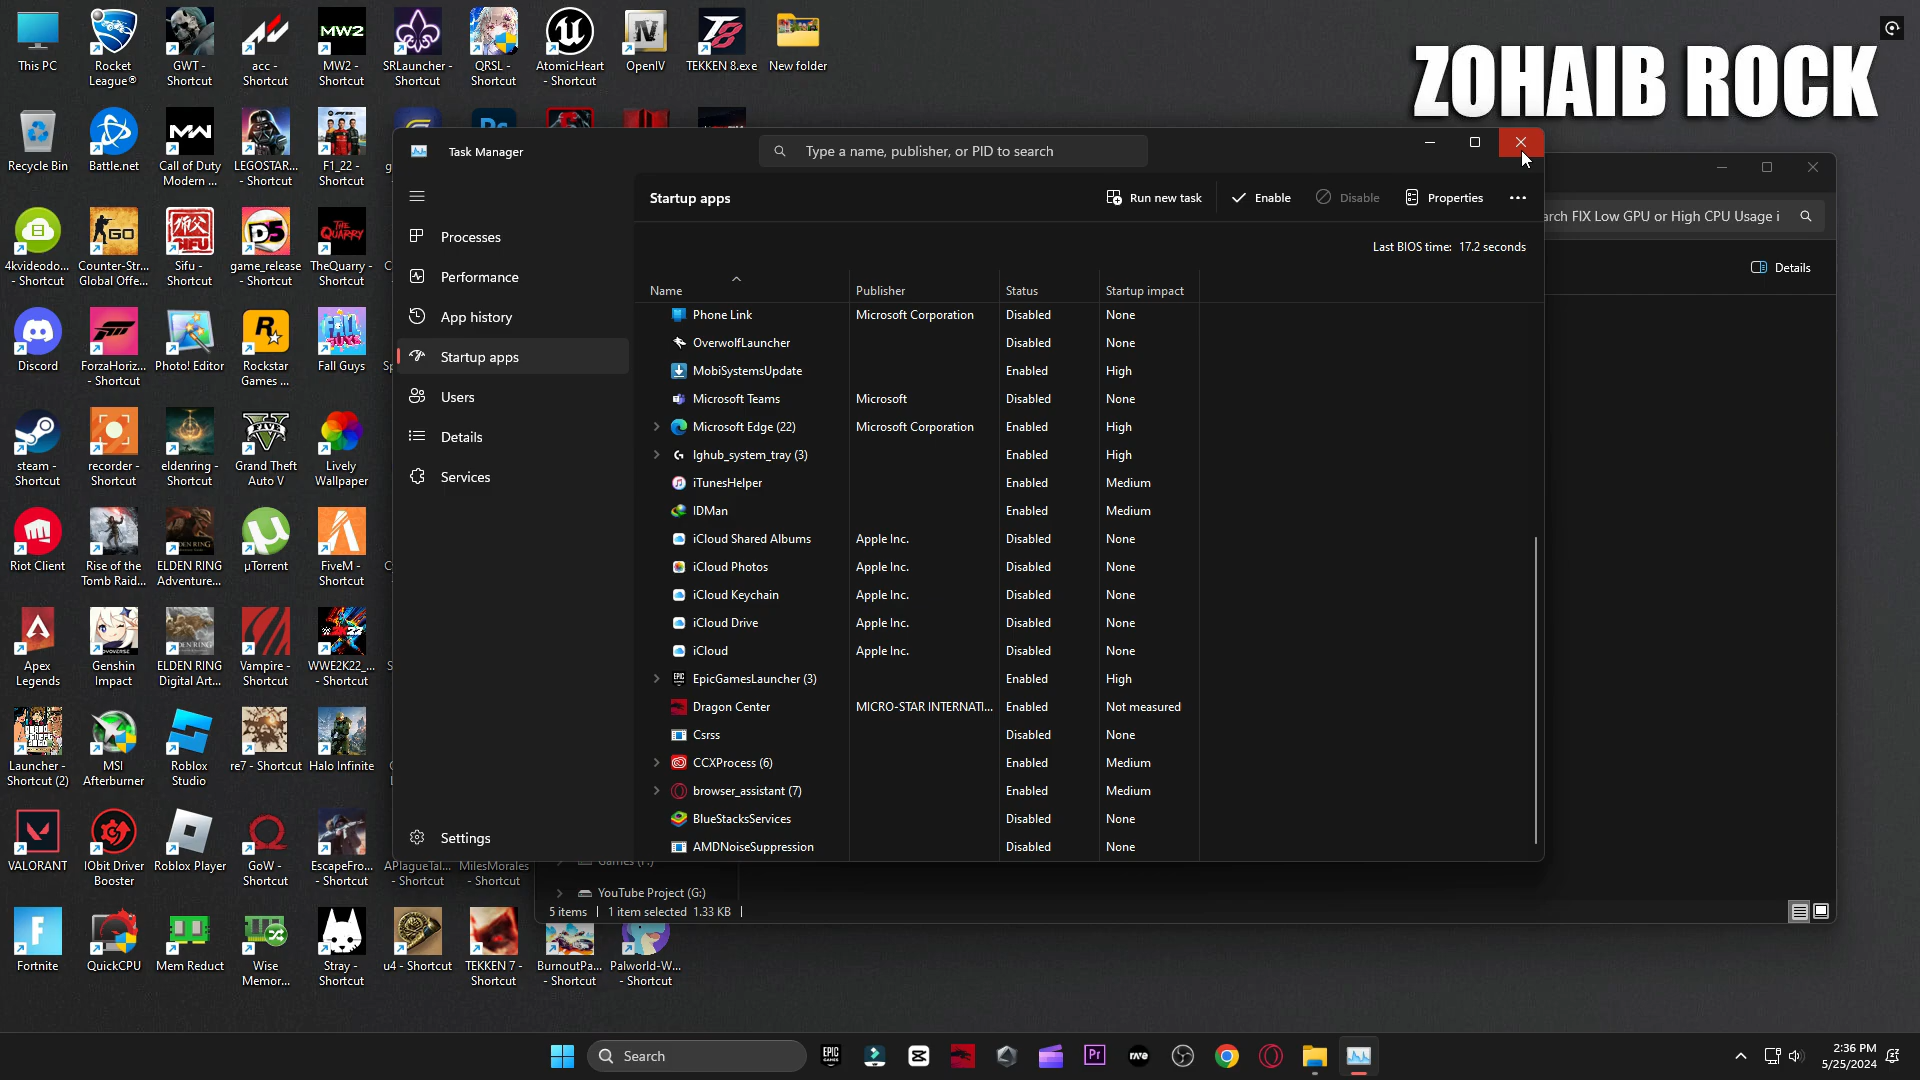 This PC
Rocket
League®
GWT -
Shortcut
acc -
Shortcut
MW2
MW2 -
Shortcut
SRLauncher -
Shortcut
QRSL -
Shortcut
AtomicHeart
- Shortcut
OpenIV
TEKKEN 8.exe
New folder
ZOHAIB ROCK
Recycle Bin
Battle.net
Call of Duty
Modern ...
LEGOSTAR...
- Shortcut
F1_22 -
Shortcut
4kvideodo...
- Shortcut
Counter-Str...
Global Offe...
Sifu -
Shortcut
game_release
- Shortcut
TheQuarry -
Shortcut
Discord
ForzaHoriz...
- Shortcut
Photo! Editor
Rockstar
Games ...
Fall Guys
steam -
Shortcut
recorder -
Shortcut
eldenring -
Shortcut
Grand Theft
Auto V
Lively
Wallpaper
Riot Client
Rise of the
Tomb Raid...
ELDEN RING
Adventure...
µTorrent
FiveM -
Shortcut
Apex
Legends
Genshin
Impact
ELDEN RING
Digital Art...
Vampire -
Shortcut
WWE2K22_...
- Shortcut
Launcher -
Shortcut (2)
MSI
Afterburner
Roblox
Studio
re7 - Shortcut
Halo Infinite
VALORANT
IObit Driver
Booster
Roblox Player
GoW -
Shortcut
EscapeFro...
- Shortcut
APlagueTal...
- Shortcut
MilesMorales
- Shortcut
Fortnite
QuickCPU
Mem Reduct
Wise
Memor...
Stray -
Shortcut
u4 - Shortcut
TEKKEN 7 -
Shortcut
BurnoutPa...
- Shortcut
Palworld-W...
- Shortcut
Task Manager
Type a name, publisher, or PID to search
Processes
Performance
App history
Startup apps
Users
Details
Services
Settings
Startup apps
Run new task
Enable
Disable
Properties
Last BIOS time: 17.2 seconds
Name Publisher Status Startup impact
Phone Link Microsoft Corporation Disabled None
OverwolfLauncher Disabled None
MobiSystemsUpdate Enabled High
Microsoft Teams Microsoft Disabled None
Microsoft Edge (22) Microsoft Corporation Enabled High
lghub_system_tray (3) Enabled High
iTunesHelper Enabled Medium
IDMan Enabled Medium
iCloud Shared Albums Apple Inc. Disabled None
iCloud Photos Apple Inc. Disabled None
iCloud Keychain Apple Inc. Disabled None
iCloud Drive Apple Inc. Disabled None
iCloud Apple Inc. Disabled None
EpicGamesLauncher (3) Enabled High
Dragon Center MICRO-STAR INTERNATI... Enabled Not measured
Csrss Disabled None
CCXProcess (6) Enabled Medium
browser_assistant (7) Enabled Medium
BlueStacksServices Disabled None
AMDNoiseSuppression Disabled None
arch FIX Low GPU or High CPU Usage i
Details
YouTube Project (G:)
5 items 1 item selected 1.33 KB
Search
2:36 PM
5/25/2024